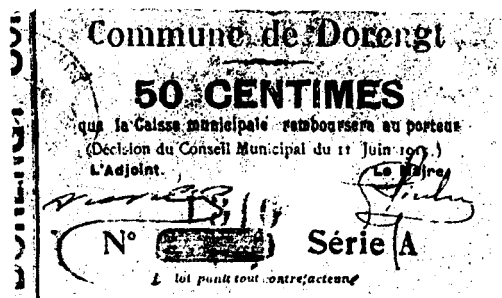 Commune de Dorengt
50 CENTIMES
que la Caisse municipale remboursera au porteur
(Décision du Conseil Municipal du 11 Juin
L'Adjoint. Le Maire
N° Série A
loi punit tout contrefacteur